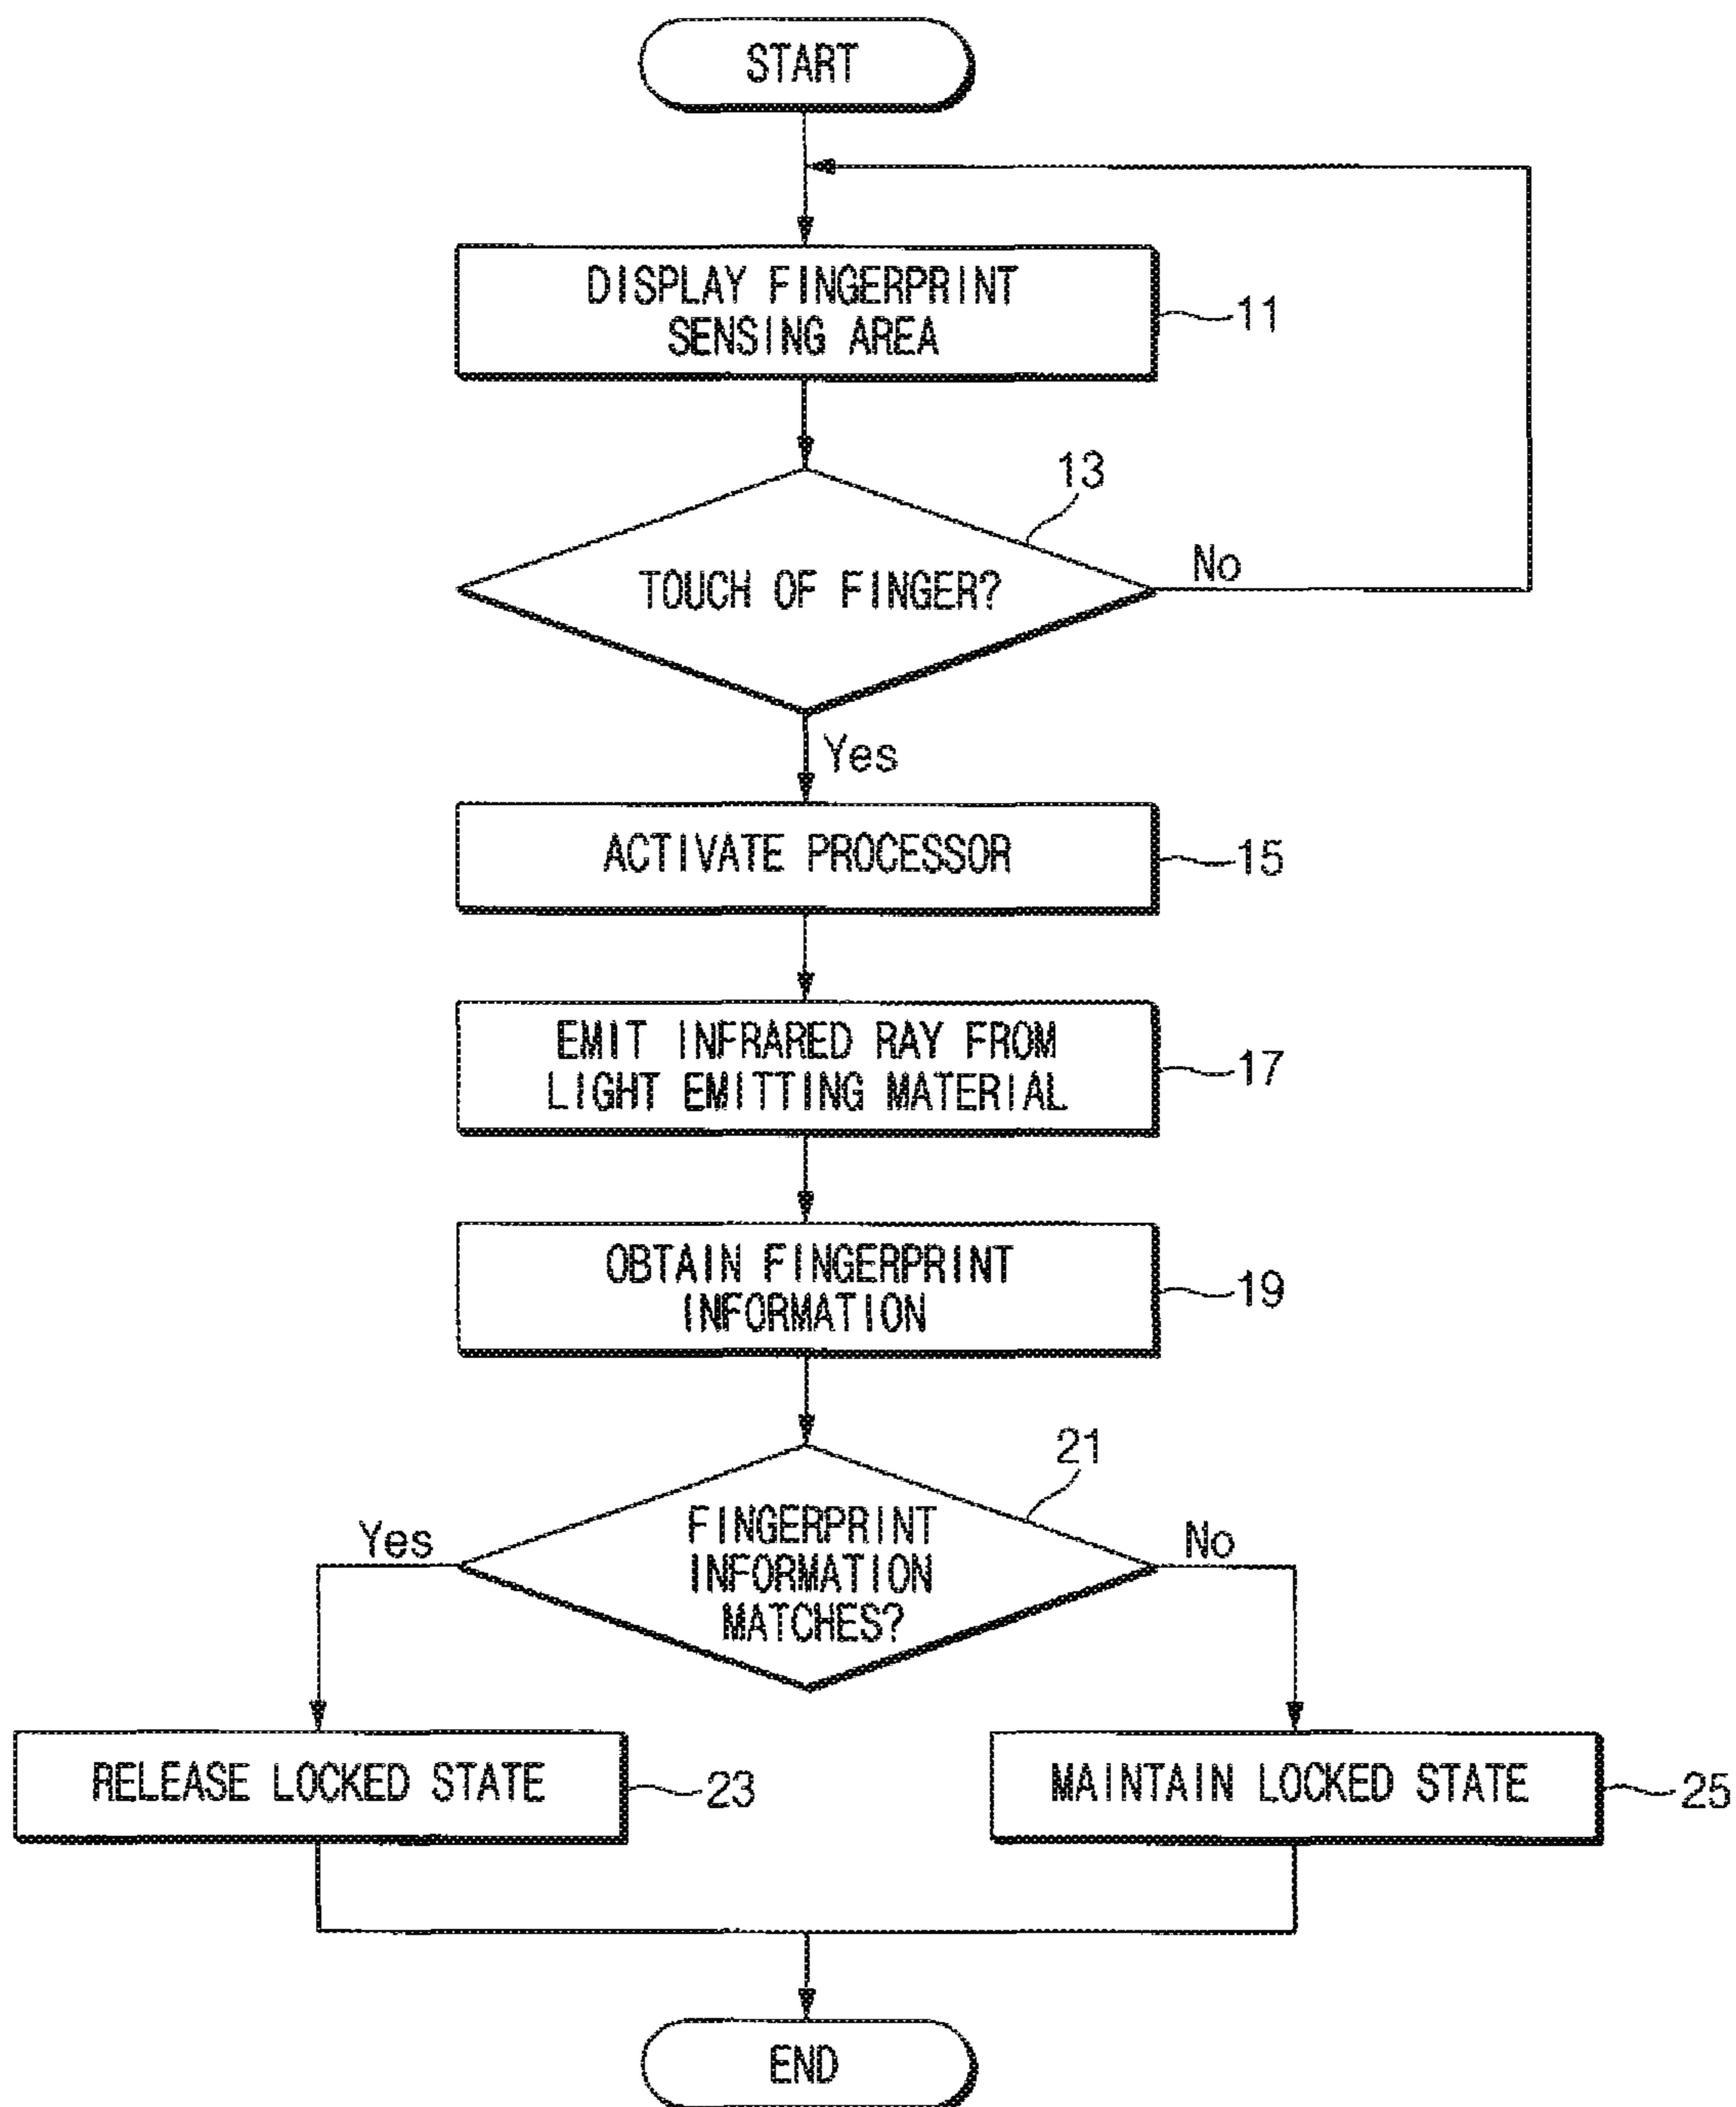 START
DISPLAY FINGERPRINT
SENSING AREA
11
13
TOUCH OF FINGER?
No
Yes
ACTIVATE PROCESSOR
15
EMIT INFRARED RAY FROM
LIGHT EMITTING MATERIAL
17
OBTAIN FINGERPRINT
INFORMATION
19
21
FINGERPRINT
INFORMATION
MATCHES?
Yes
No
RELEASE LOCKED STATE
23
MAINTAIN LOCKED STATE
25
END